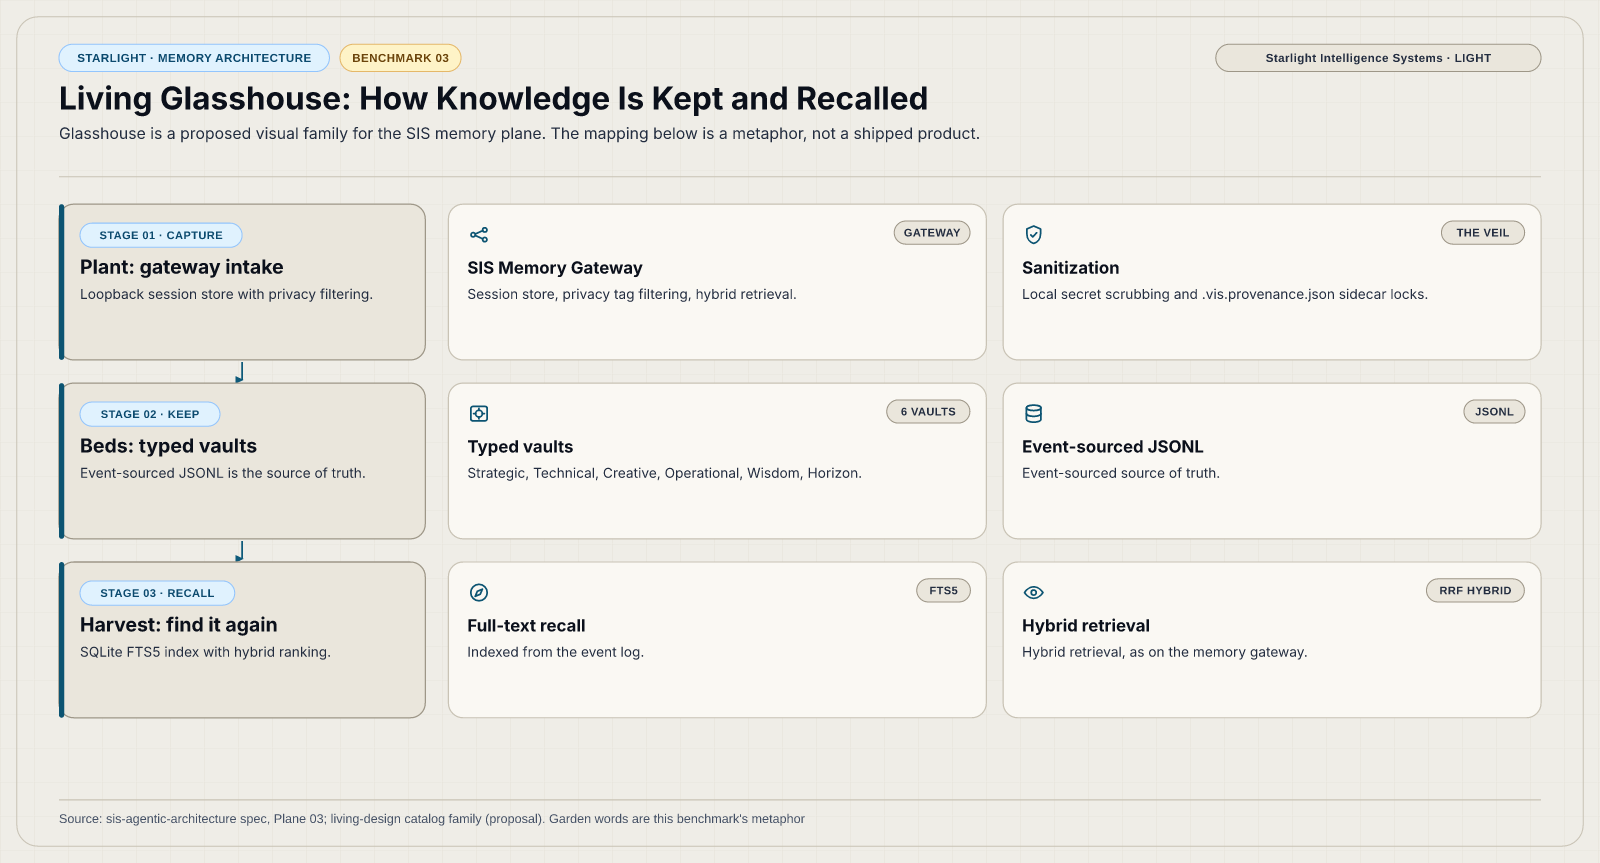 STARLIGHT · MEMORY ARCHITECTURE
BENCHMARK 03
Starlight Intelligence Systems · LIGHT
Living Glasshouse: How Knowledge Is Kept and Recalled
Glasshouse is a proposed visual family for the SIS memory plane. The mapping below is a metaphor, not a shipped product.
STAGE 01 · CAPTURE
Plant: gateway intake
Loopback session store with privacy filtering.
GATEWAY
SIS Memory Gateway
Session store, privacy tag filtering, hybrid retrieval.
THE VEIL
Sanitization
Local secret scrubbing and .vis.provenance.json sidecar locks.
STAGE 02 · KEEP
Beds: typed vaults
Event-sourced JSONL is the source of truth.
6 VAULTS
Typed vaults
Strategic, Technical, Creative, Operational, Wisdom, Horizon.
JSONL
Event-sourced JSONL
Event-sourced source of truth.
STAGE 03 · RECALL
Harvest: find it again
SQLite FTS5 index with hybrid ranking.
FTS5
Full-text recall
Indexed from the event log.
RRF HYBRID
Hybrid retrieval
Hybrid retrieval, as on the memory gateway.
Source: sis-agentic-architecture spec, Plane 03; living-design catalog family (proposal). Garden words are this benchmark's metaphor